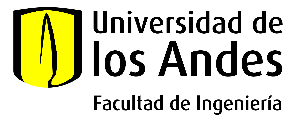 Universidad de
los Andes
Facultad de Ingeniería